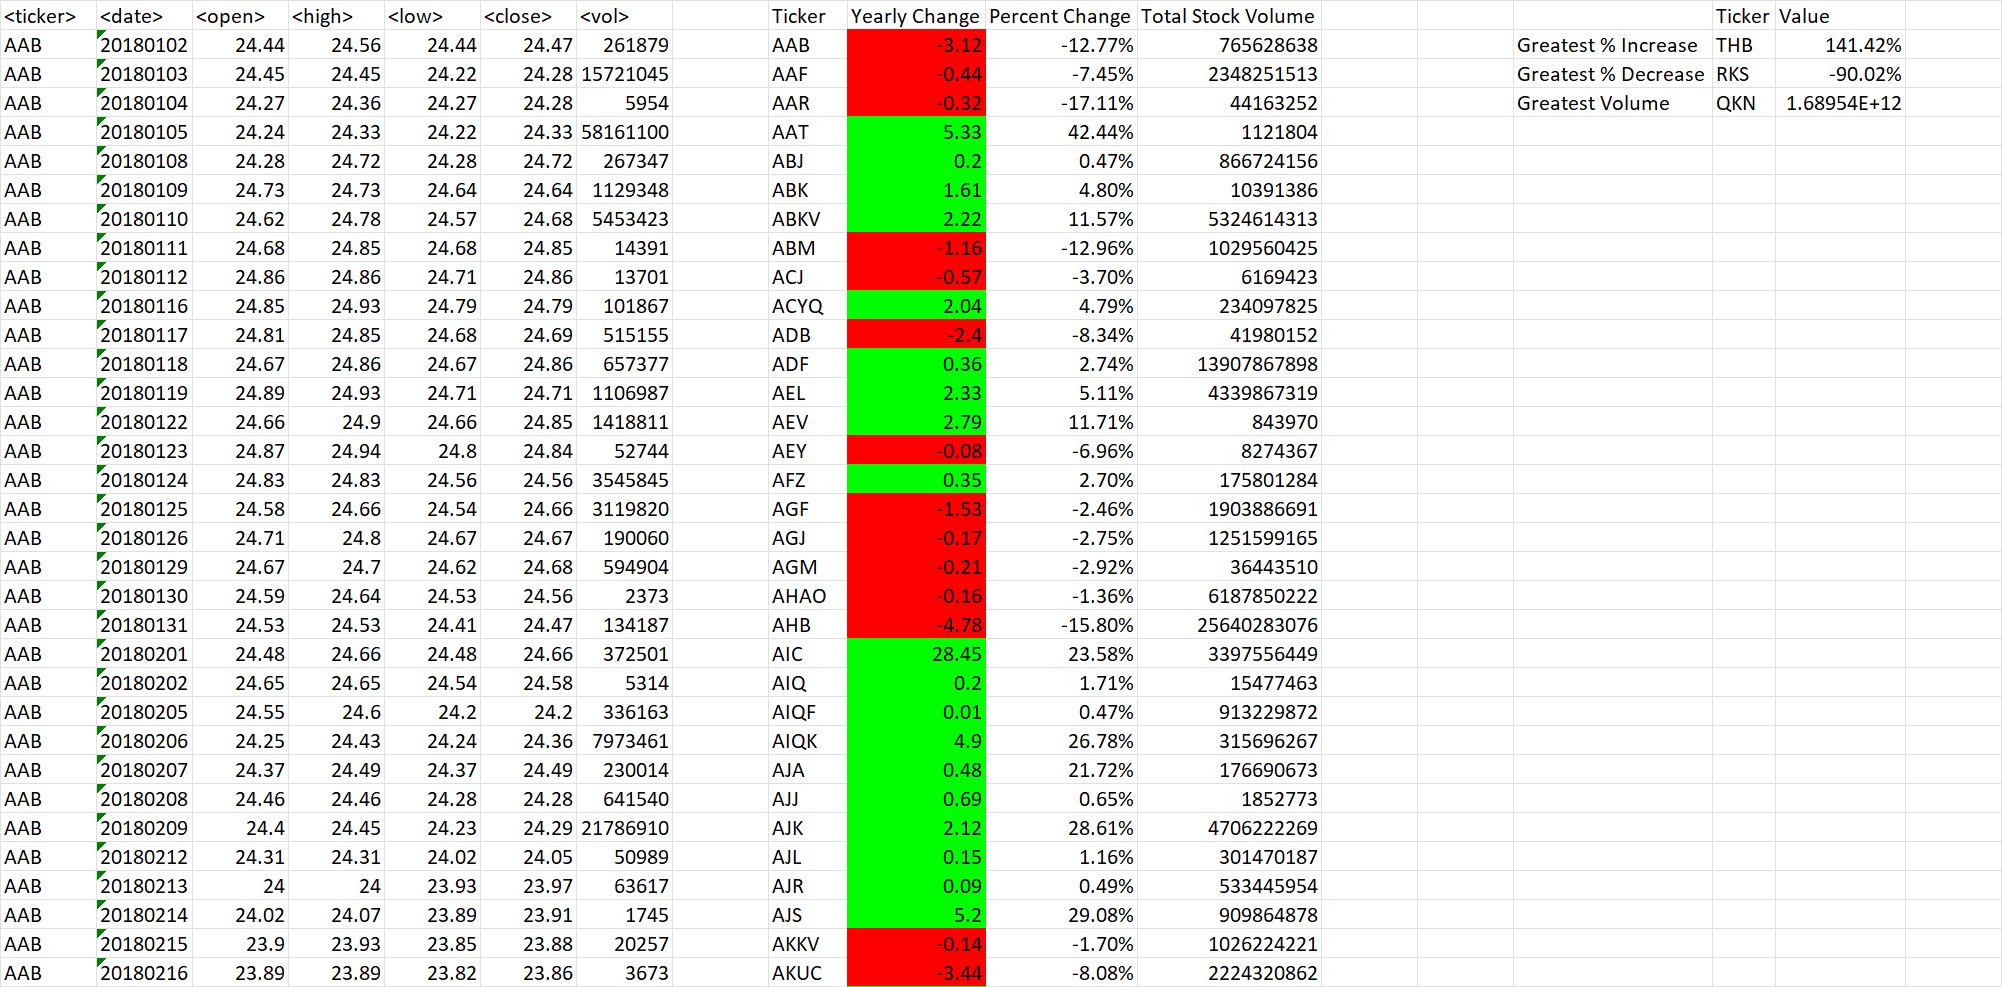 <ticker> <date> <open> <high> <low> <close> <vol> Ticker Yearly Change Percent Change Total Stock Volume Ticker Value
AAB 20180102 24.44 24.56 24.44 24.47 261879 AAB -3.12 -12.77% 765628638 Greatest % Increase THB 141.42%
AAB 20180103 24.45 24.45 24.22 24.28 15721045 AAF -0.44 -7.45% 2348251513 Greatest % Decrease RKS -90.02%
AAB 20180104 24.27 24.36 24.27 24.28 5954 AAR -0.32 -17.11% 44163252 Greatest Volume QKN 1.68954E+12
AAB 20180105 24.24 24.33 24.22 24.33 58161100 AAT 5.33 42.44% 1121804
AAB 20180108 24.28 24.72 24.28 24.72 267347 ABJ 0.2 0.47% 866724156
AAB 20180109 24.73 24.73 24.64 24.64 1129348 ABK 1.61 4.80% 10391386
AAB 20180110 24.62 24.78 24.57 24.68 5453423 ABKV 2.22 11.57% 5324614313
AAB 20180111 24.68 24.85 24.68 24.85 14391 ABM -1.16 -12.96% 1029560425
AAB 20180112 24.86 24.86 24.71 24.86 13701 ACJ -0.57 -3.70% 6169423
AAB 20180116 24.85 24.93 24.79 24.79 101867 ACYQ 2.04 4.79% 234097825
AAB 20180117 24.81 24.85 24.68 24.69 515155 ADB -2.4 -8.34% 41980152
AAB 20180118 24.67 24.86 24.67 24.86 657377 ADF 0.36 2.74% 13907867898
AAB 20180119 24.89 24.93 24.71 24.71 1106987 AEL 2.33 5.11% 4339867319
AAB 20180122 24.66 24.9 24.66 24.85 1418811 AEV 2.79 11.71% 843970
AAB 20180123 24.87 24.94 24.8 24.84 52744 AEY -0.08 -6.96% 8274367
AAB 20180124 24.83 24.83 24.56 24.56 3545845 AFZ 0.35 2.70% 175801284
AAB 20180125 24.58 24.66 24.54 24.66 3119820 AGF -1.53 -2.46% 1903886691
AAB 20180126 24.71 24.8 24.67 24.67 190060 AGJ -0.17 -2.75% 1251599165
AAB 20180129 24.67 24.7 24.62 24.68 594904 AGM -0.21 -2.92% 36443510
AAB 20180130 24.59 24.64 24.53 24.56 2373 AHAO -0.16 -1.36% 6187850222
AAB 20180131 24.53 24.53 24.41 24.47 134187 AHB -4.78 -15.80% 25640283076
AAB 20180201 24.48 24.66 24.48 24.66 372501 AIC 28.45 23.58% 3397556449
AAB 20180202 24.65 24.65 24.54 24.58 5314 AIQ 0.2 1.71% 15477463
AAB 20180205 24.55 24.6 24.2 24.2 336163 AIQF 0.01 0.47% 913229872
AAB 20180206 24.25 24.43 24.24 24.36 7973461 AIQK 4.9 26.78% 315696267
AAB 20180207 24.37 24.49 24.37 24.49 230014 AJA 0.48 21.72% 176690673
AAB 20180208 24.46 24.46 24.28 24.28 641540 AJJ 0.69 0.65% 1852773
AAB 20180209 24.4 24.45 24.23 24.29 21786910 AJK 2.12 28.61% 4706222269
AAB 20180212 24.31 24.31 24.02 24.05 50989 AJL 0.15 1.16% 301470187
AAB 20180213 24 24 23.93 23.97 63617 AJR 0.09 0.49% 533445954
AAB 20180214 24.02 24.07 23.89 23.91 1745 AJS 5.2 29.08% 909864878
AAB 20180215 23.9 23.93 23.85 23.88 20257 AKKV -0.14 -1.70% 1026224221
AAB 20180216 23.89 23.89 23.82 23.86 3673 AKUC -3.44 -8.08% 2224320862